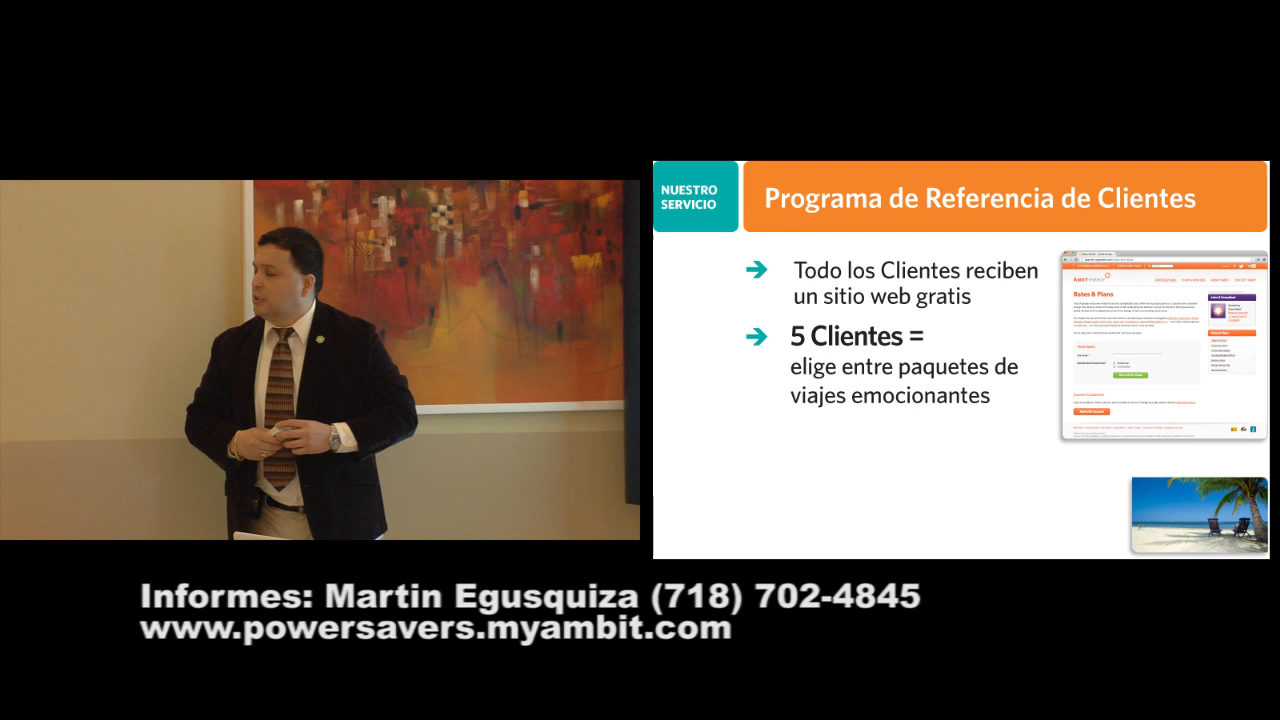 NUESTRO
SERVICIO
Programa de Referencia de Clientes
Todo los Clientes reciben
un sitio web gratis
5 Clientes =
elige entre paquetes de
viajes emocionantes
Rates & Plans
Informes: Martin Egusquiza (718) 702-4845
www.powersavers.myambit.com